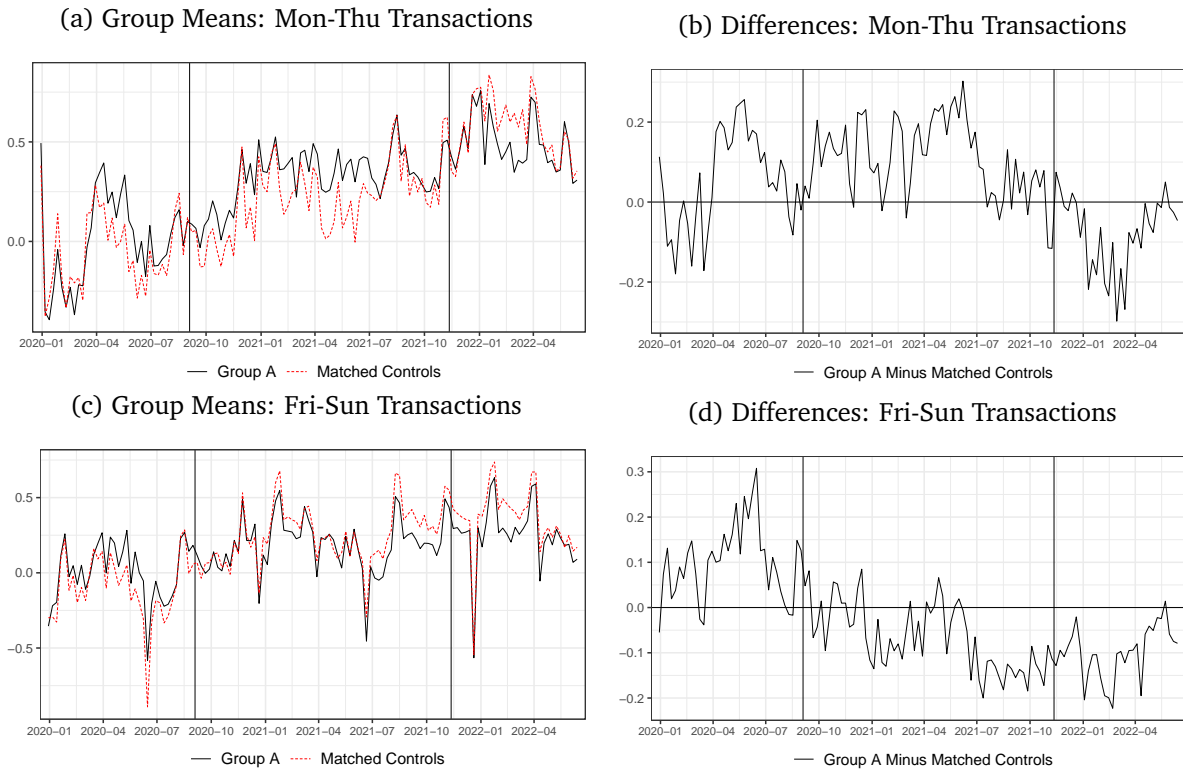 (a) Group Means: Mon-Thu Transactions
0.5
0.0
2020−01 2020−04 2020−07 2020−10 2021−01 2021−04 2021−07 2021−10 2022−01 2022−04
Group A Matched Controls
(b) Differences: Mon-Thu Transactions
0.2
0.0
−0.2
2020−01 2020−04 2020−07 2020−10 2021−01 2021−04 2021−07 2021−10 2022−01 2022−04
Group A Minus Matched Controls
(c) Group Means: Fri-Sun Transactions
0.5
0.0
−0.5
2020−01 2020−04 2020−07 2020−10 2021−01 2021−04 2021−07 2021−10 2022−01 2022−04
Group A Matched Controls
(d) Differences: Fri-Sun Transactions
0.3
0.2
0.1
0.0
−0.1
−0.2
2020−01 2020−04 2020−07 2020−10 2021−01 2021−04 2021−07 2021−10 2022−01 2022−04
Group A Minus Matched Controls